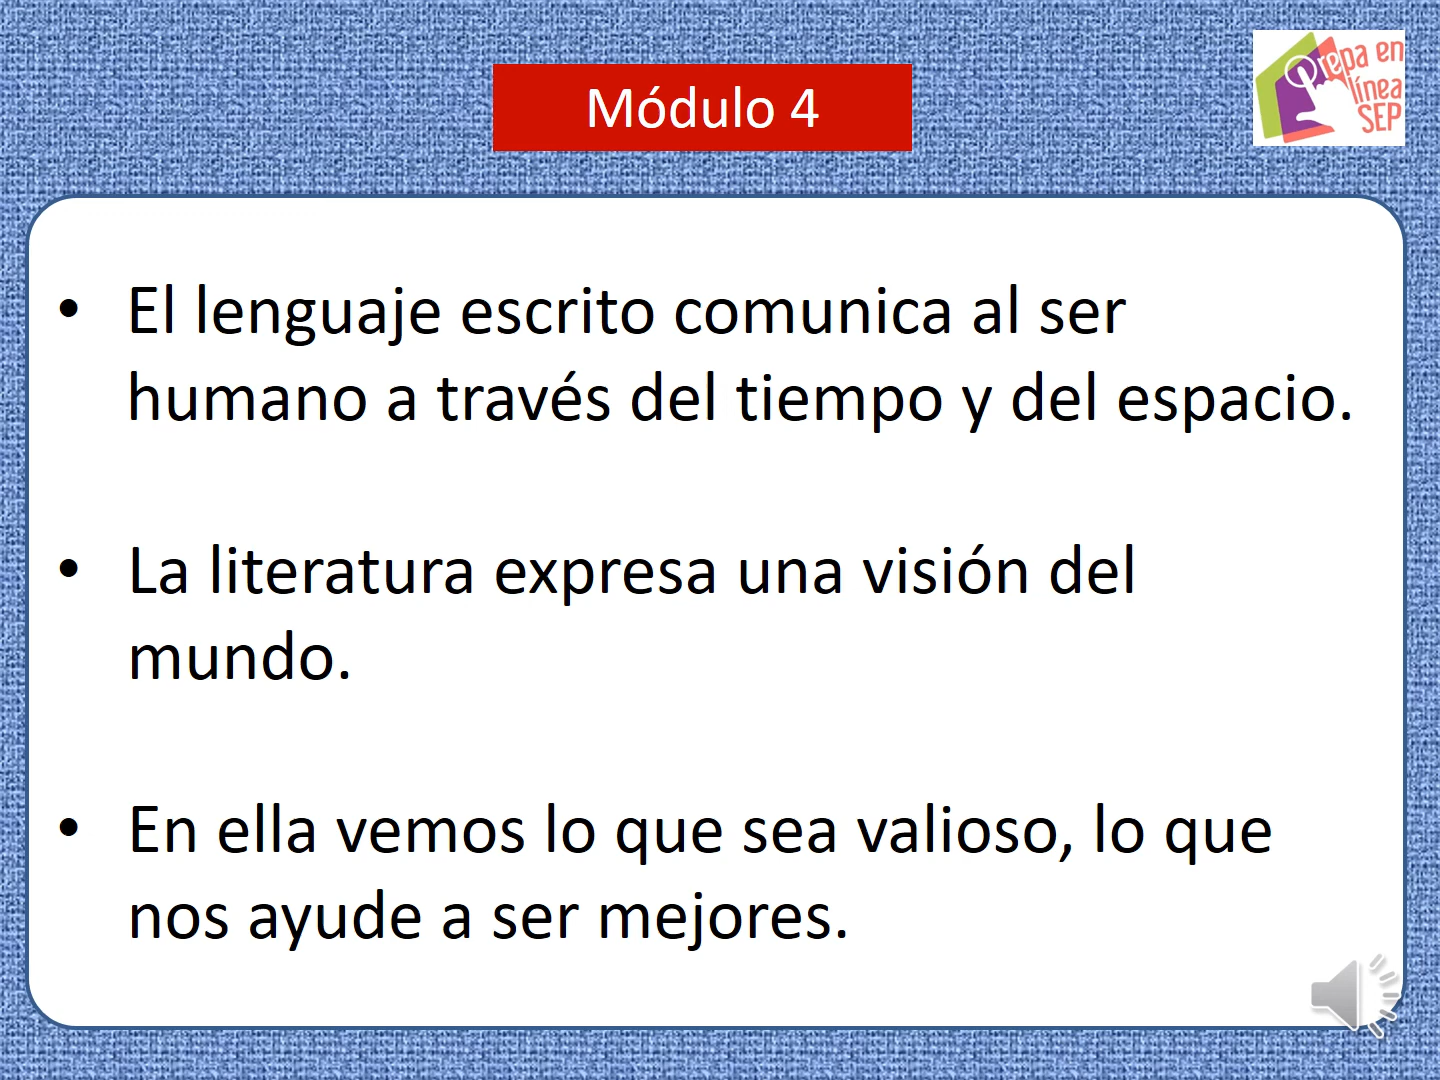 Módulo 4
Prepa en
línea
SEP
• El lenguaje escrito comunica al ser
humano a través del tiempo y del espacio.
• La literatura expresa una visión del
mundo.
• En ella vemos lo que sea valioso, lo que
nos ayude a ser mejores.